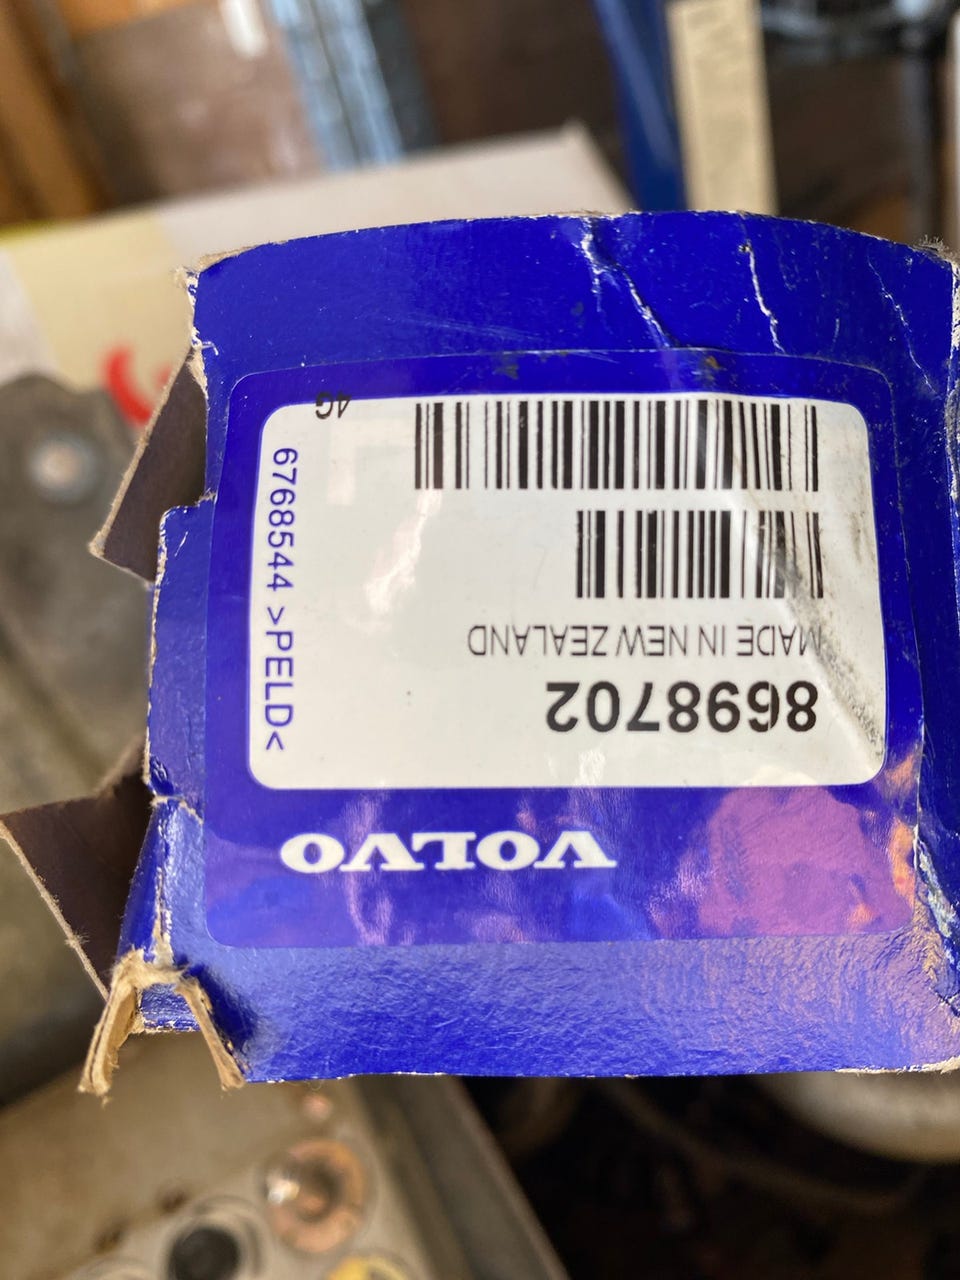 VOLVO
8698702
MADE IN NEW ZEALAND
4G
6768544 >PELD<